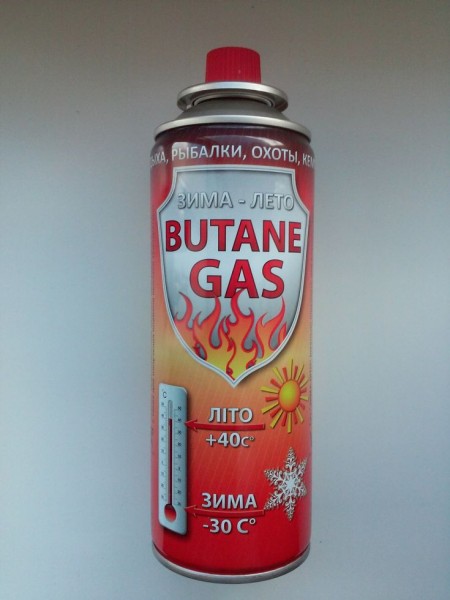 РЫБАЛКИ, ОХОТЫ,
ЗИМА - ЛЕТО
BUTANE
GAS
ЛІТО
+40С°
ЗИМА
-30 С°